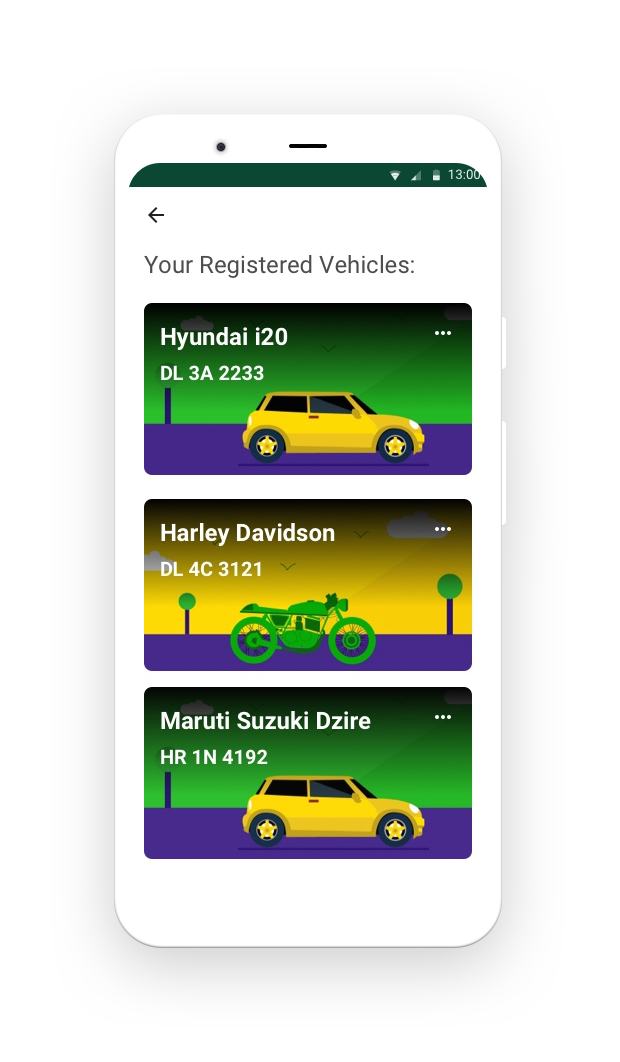 13:00
Your Registered Vehicles:
Hyundai i20
DL 3A 2233
Harley Davidson
DL 4C 3121
Maruti Suzuki Dzire
HR 1N 4192